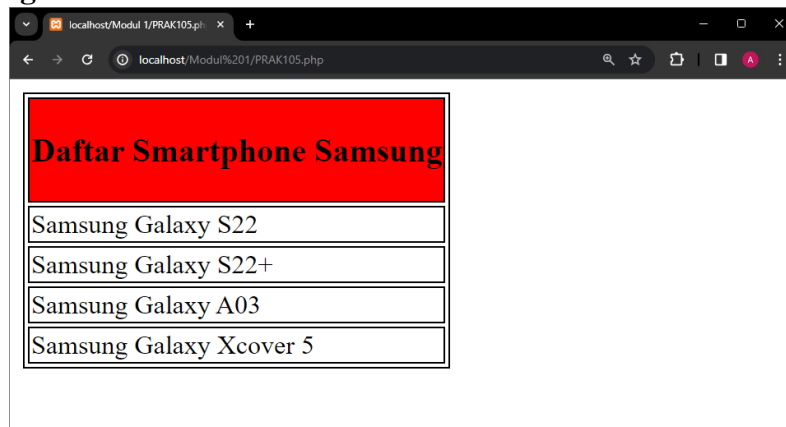 localhost/Modul 1/PRAK105.ph
localhost/Modul%201/PRAK105.php
A
Daftar Smartphone Samsung
Samsung Galaxy S22
Samsung Galaxy S22+
Samsung Galaxy A03
Samsung Galaxy Xcover 5